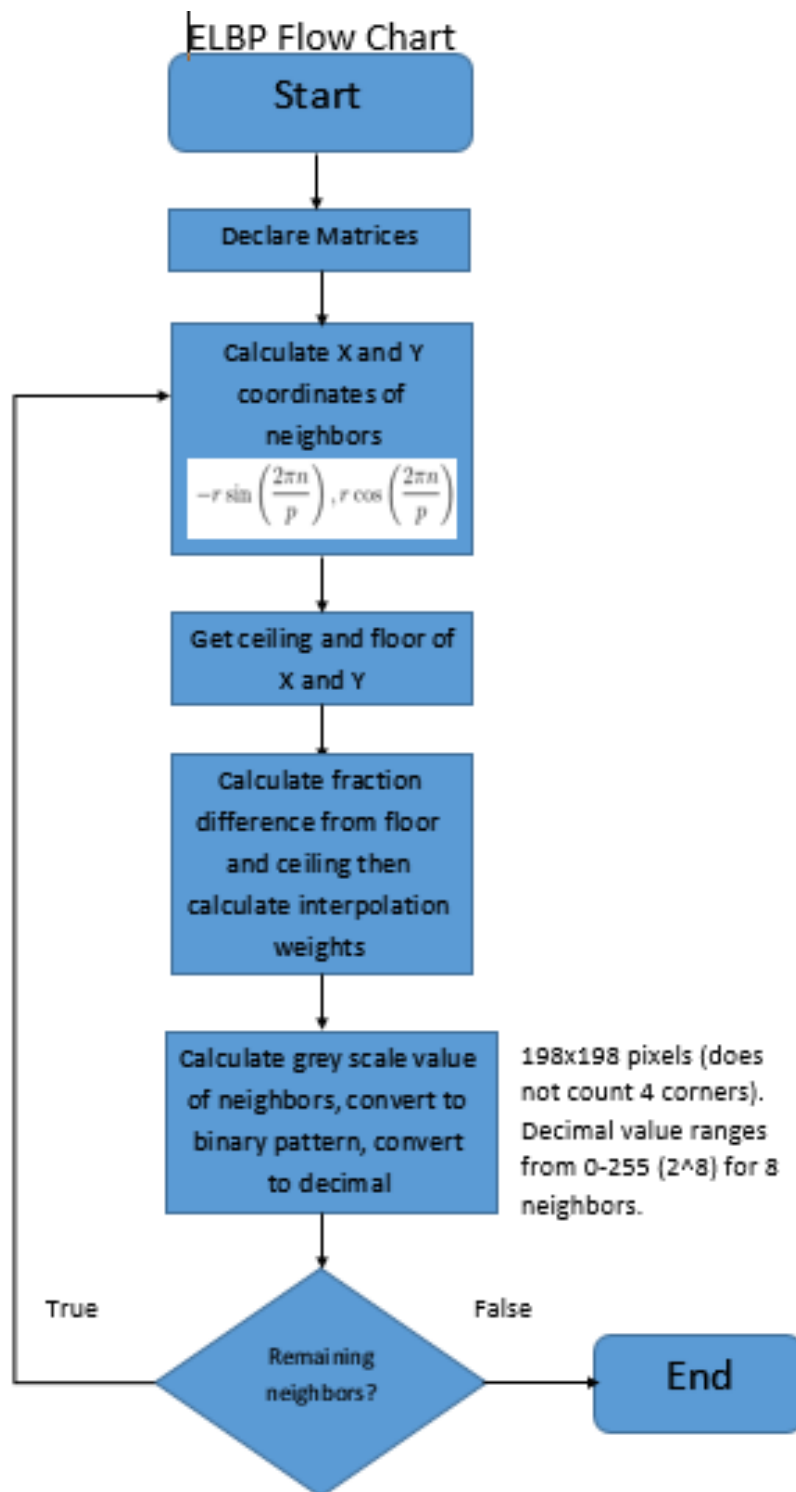 ELBP Flow Chart
Start
Declare Matrices
Calculate X and Y
coordinates of
neighbors
−r sin (2πn/p), r cos (2πn/p)
Get ceiling and floor of
X and Y
Calculate fraction
difference from floor
and ceiling then
calculate interpolation
weights
Calculate grey scale value
of neighbors, convert to
binary pattern, convert
to decimal
198x198 pixels (does
not count 4 corners).
Decimal value ranges
from 0-255 (2^8) for 8
neighbors.
True
False
Remaining
neighbors?
End